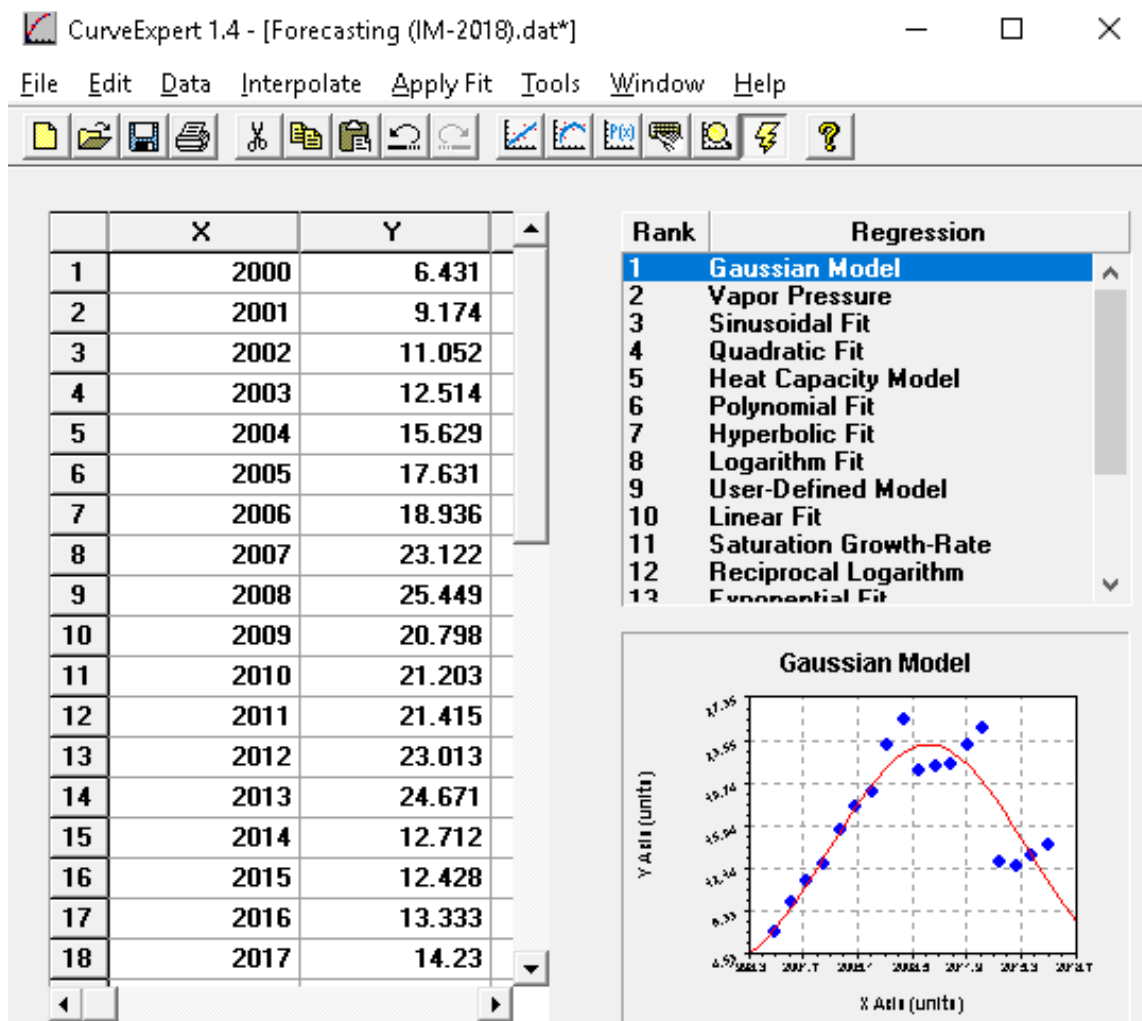 CurveExpert 1.4 - [Forecasting (IM-2018).dat*]
File Edit Data Interpolate Apply Fit Tools Window Help
P(x) ?
X Y
1 2000 6.431
2 2001 9.174
3 2002 11.052
4 2003 12.514
5 2004 15.629
6 2005 17.631
7 2006 18.936
8 2007 23.122
9 2008 25.449
10 2009 20.798
11 2010 21.203
12 2011 21.415
13 2012 23.013
14 2013 24.671
15 2014 12.712
16 2015 12.428
17 2016 13.333
18 2017 14.23
Rank Regression
1 Gaussian Model
2 Vapor Pressure
3 Sinusoidal Fit
4 Quadratic Fit
5 Heat Capacity Model
6 Polynomial Fit
7 Hyperbolic Fit
8 Logarithm Fit
9 User-Defined Model
10 Linear Fit
11 Saturation Growth-Rate
12 Reciprocal Logarithm
13 Exponential Fit
Gaussian Model
Y Axis (units)
X Axis (units)